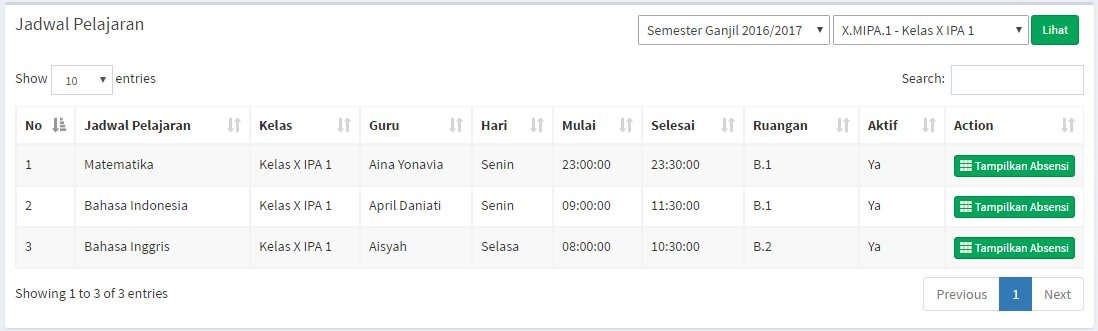 Jadwal Pelajaran
Semester Ganjil 2016/2017 X.MIPA.1 - Kelas X IPA 1 Lihat
Show 10 entries Search:
No Jadwal Pelajaran Kelas Guru Hari Mulai Selesai Ruangan Aktif Action
1 Matematika Kelas X IPA 1 Aina Yonavia Senin 23:00:00 23:30:00 B.1 Ya Tampilkan Absensi
2 Bahasa Indonesia Kelas X IPA 1 April Daniati Senin 09:00:00 11:30:00 B.1 Ya Tampilkan Absensi
3 Bahasa Inggris Kelas X IPA 1 Aisyah Selasa 08:00:00 10:30:00 B.2 Ya Tampilkan Absensi
Showing 1 to 3 of 3 entries Previous 1 Next